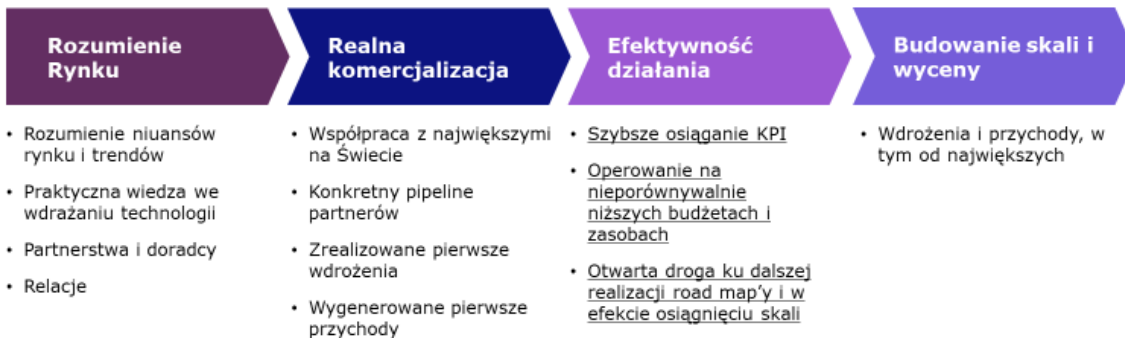 Rozumienie
Rynku
• Rozumienie niuansów
rynku i trendów
• Praktyczna wiedza we
wdrażaniu technologii
• Partnerstwa i doradcy
• Relacje
Realna
komercjalizacja
• Współpraca z największymi
na Świecie
• Konkretny pipeline
partnerów
• Zrealizowane pierwsze
wdrożenia
• Wygenerowane pierwsze
przychody
Efektywność
działania
• Szybsze osiąganie KPI
• Operowanie na
nieporównywalnie
niższych budżetach i
zasobach
• Otwarta droga ku dalszej
realizacji road map’y i w
efekcie osiągnięciu skali
Budowanie skali i
wyceny
• Wdrożenia i przychody, w
tym od największych